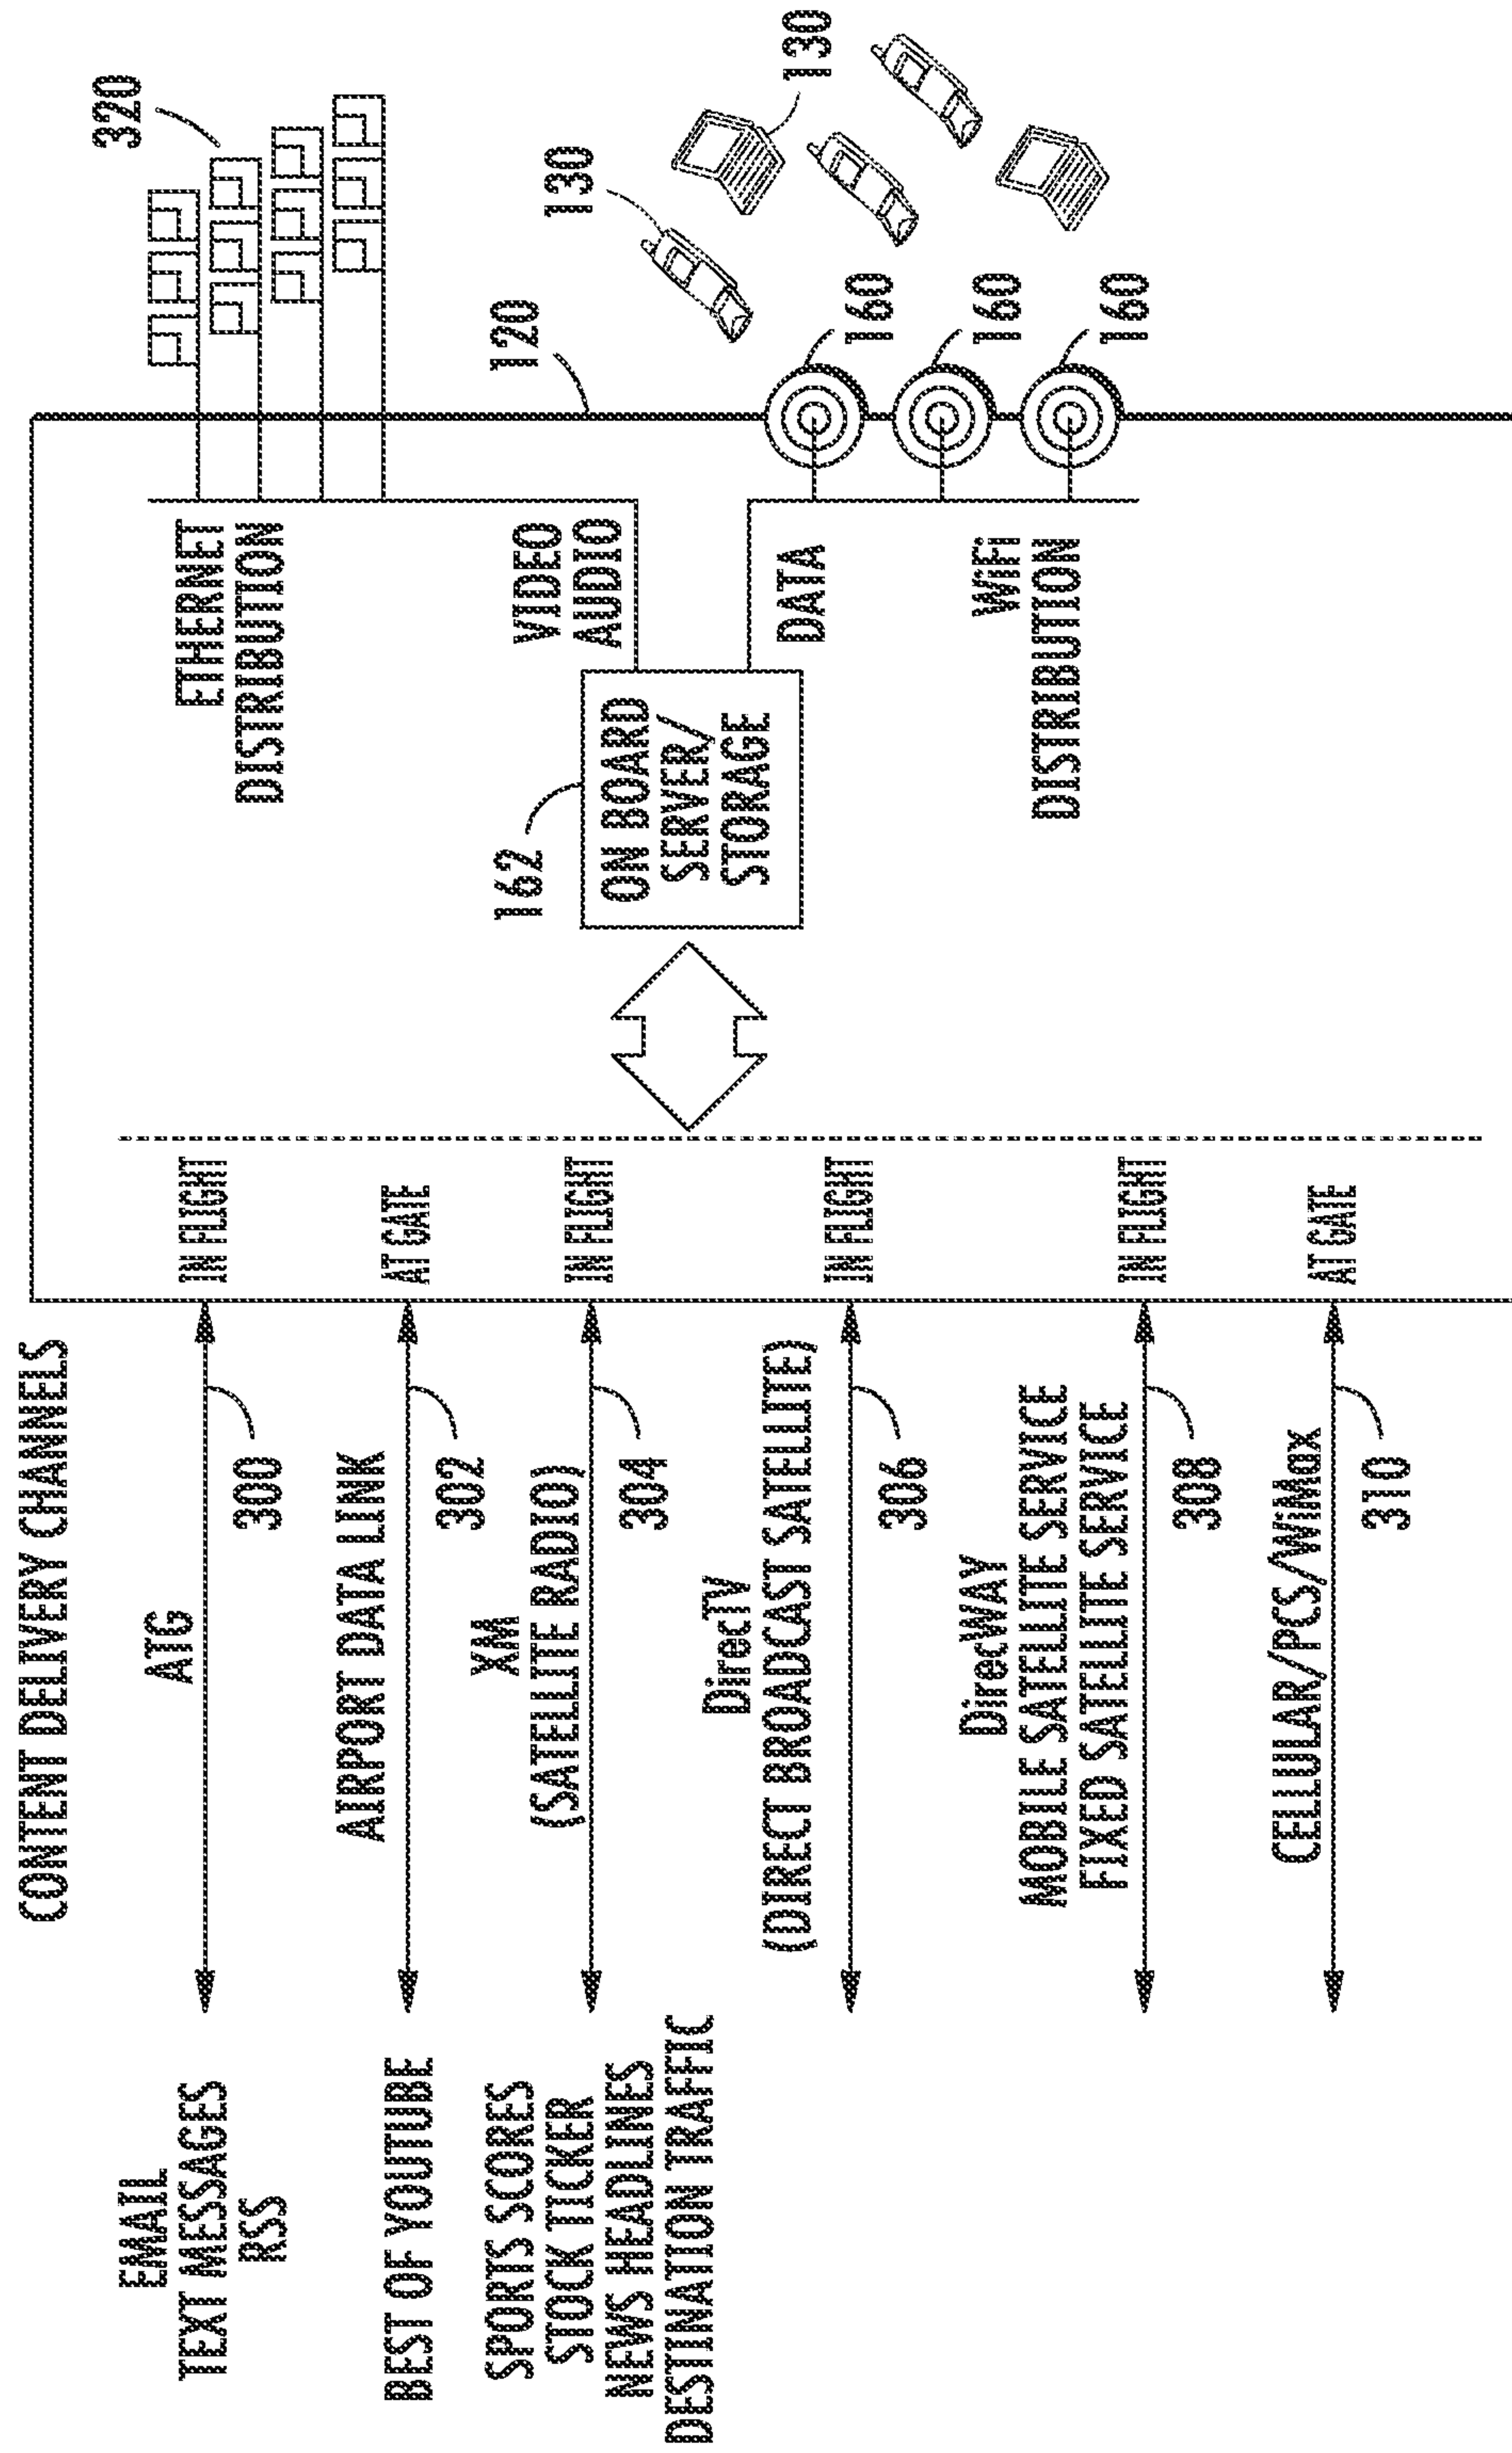 CONTENT DELIVERY CHANNELS
EMAIL
TEXT MESSAGES
RSS
ATG
300
IN FLIGHT
BEST OF YOUTUBE
AIRPORT DATA LINK
302
AT GATE
SPORTS SCORES
STOCK TICKER
NEWS HEADLINES
DESTINATION TRAFFIC
XM
(SATELLITE RADIO)
304
IN FLIGHT
DirecTV
(DIRECT BROADCAST SATELLITE)
306
IN FLIGHT
DirecWAY
MOBILE SATELLITE SERVICE
FIXED SATELLITE SERVICE
308
IN FLIGHT
CELLULAR/PCS/WiMax
310
AT GATE
162
ON BOARD
SERVER/
STORAGE
ETHERNET
DISTRIBUTION
VIDEO
AUDIO
DATA
WiFi
DISTRIBUTION
320
120
130
130
160
160
160